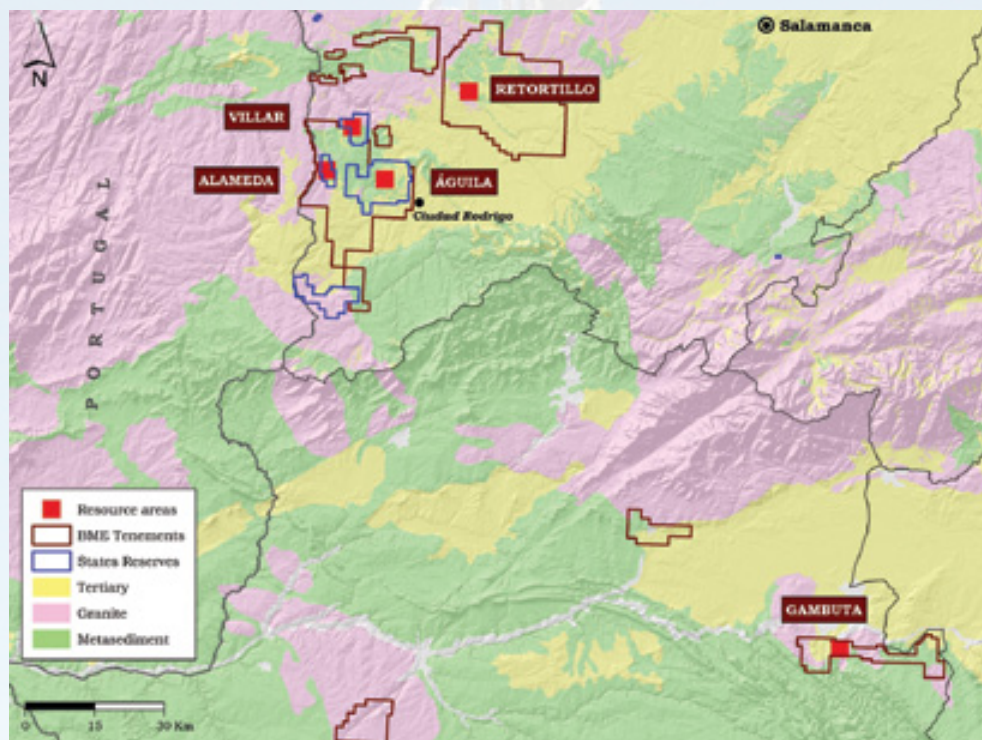 N
Salamanca
RETORTILLO
VILLAR
ALAMEDA
ÁGUILA
Ciudad Rodrigo
PORTUGAL
Resource areas
BME Tenements
States Reserves
Tertiary
Granite
Metasediment
GAMBUTA
0 15 30 Km